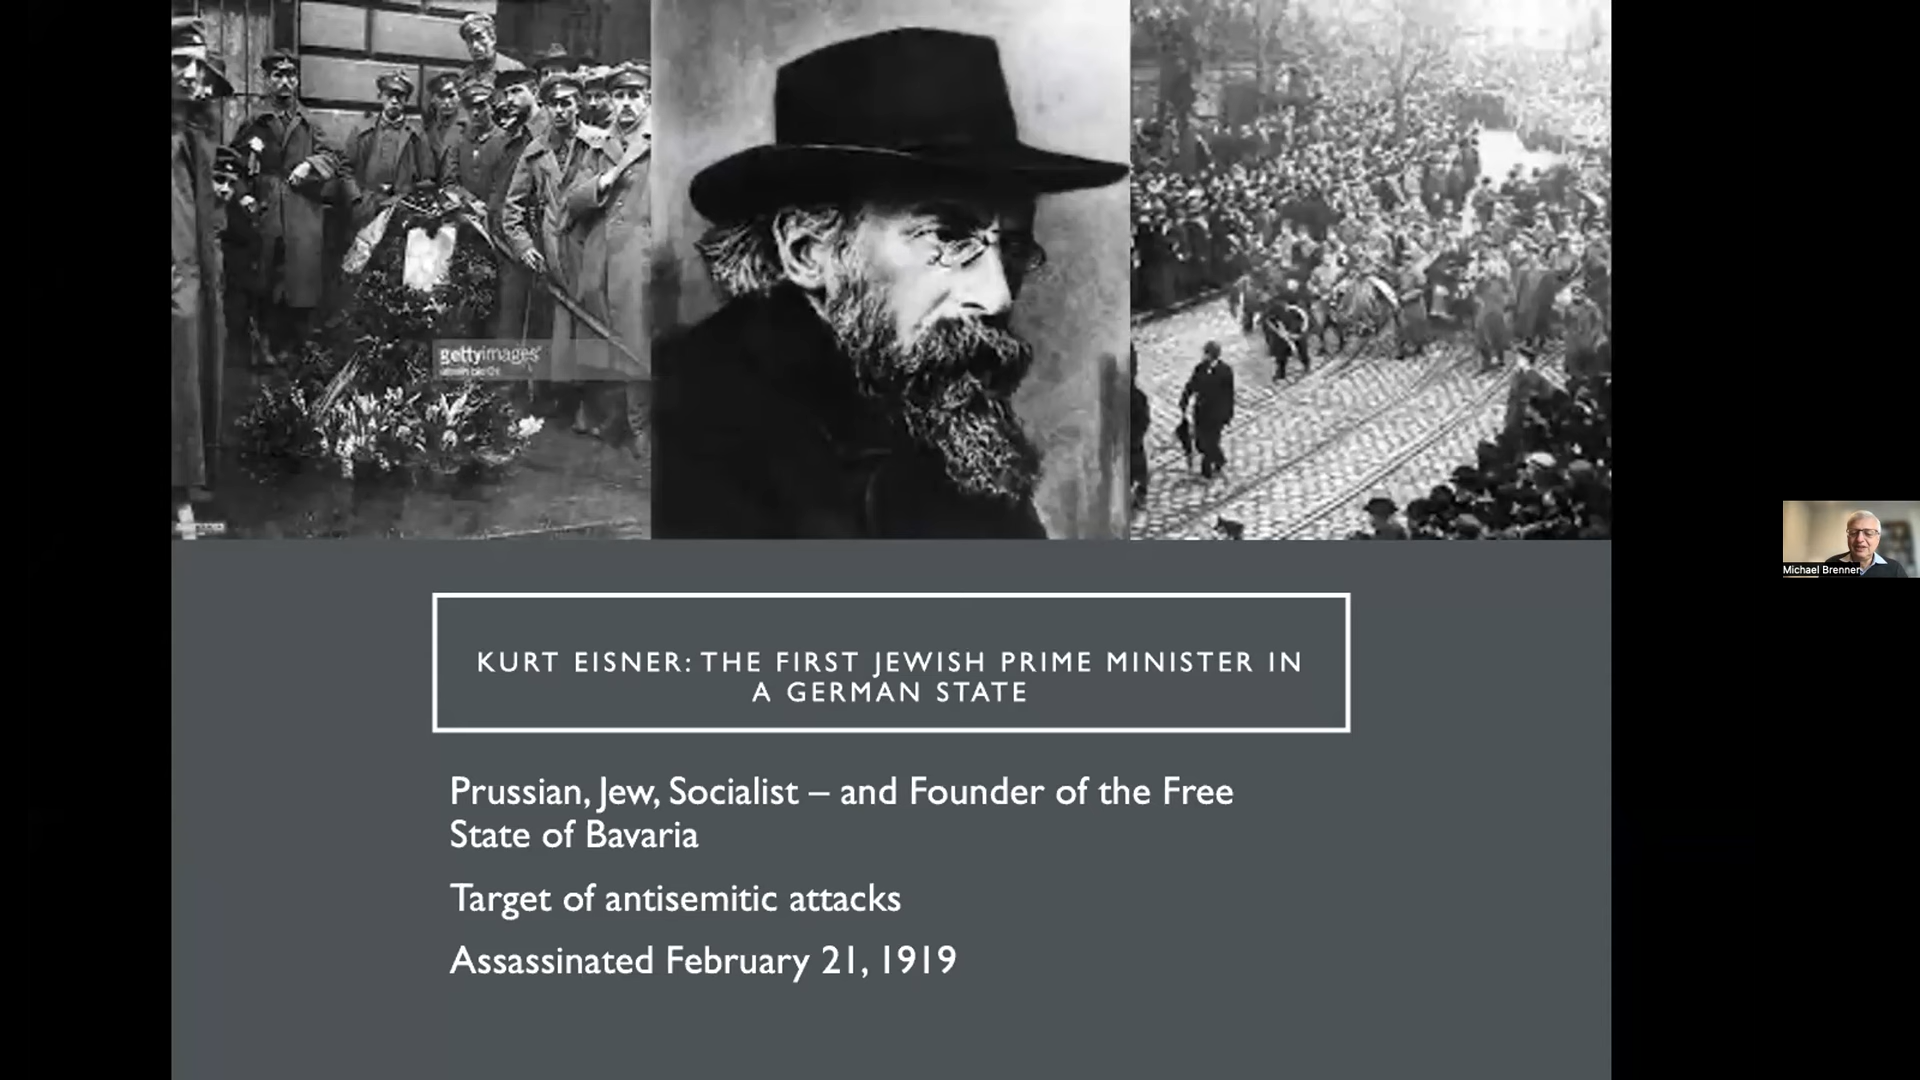 gettyimages®
Michael Brenner
KURT EISNER: THE FIRST JEWISH PRIME MINISTER IN
A GERMAN STATE
Prussian, Jew, Socialist – and Founder of the Free
State of Bavaria
Target of antisemitic attacks
Assassinated February 21, 1919